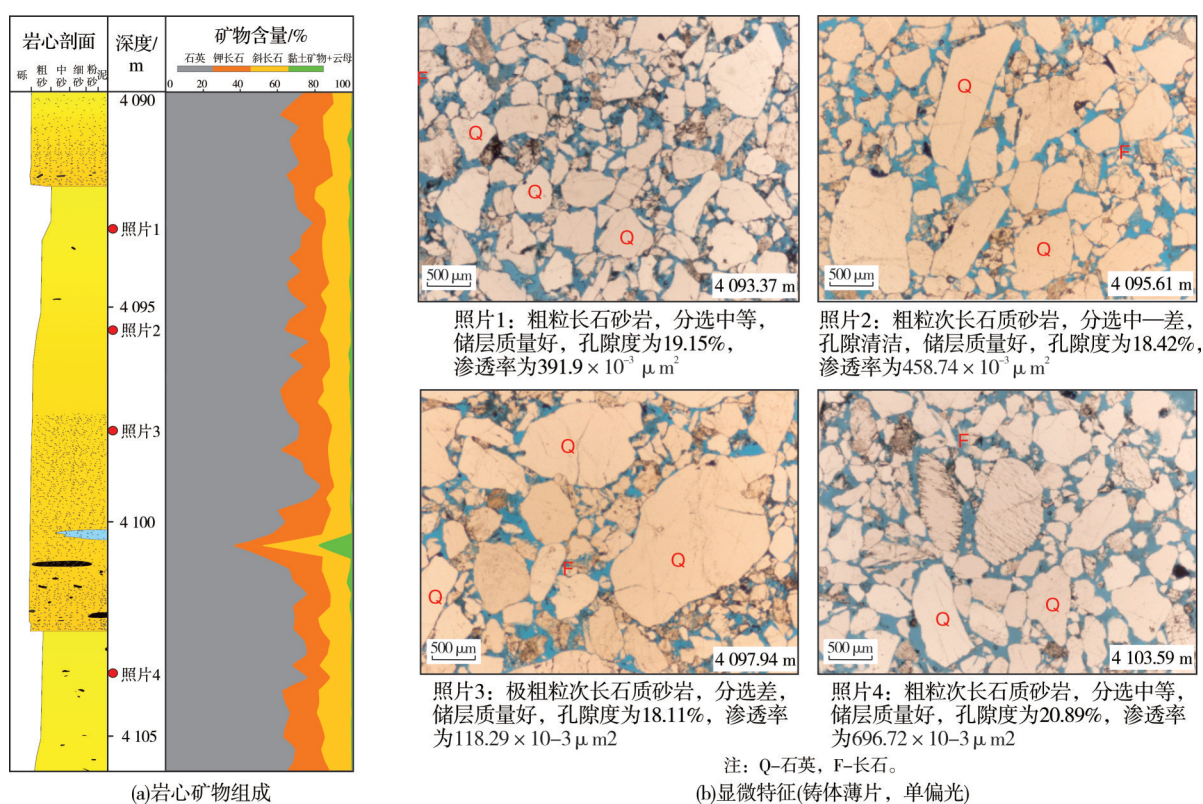 岩心剖面
深度/
m
矿物含量/%
砾 粗砂 中砂 细砂 粉砂 泥
石英 钾长石 斜长石 黏土矿物+云母
0 20 40 60 80 100
4 090
照片1
4 095
照片2
照片3
4 100
照片4
4 105
(a)岩心矿物组成
F
Q
Q
Q
500 μm
4 093.37 m
照片1：粗粒长石砂岩，分选中等，
储层质量好，孔隙度为19.15%，
渗透率为391.9 × 10⁻³ μm²
Q
F
Q
500 μm
4 095.61 m
照片2：粗粒次长石质砂岩，分选中—差，
孔隙清洁，储层质量好，孔隙度为18.42%，
渗透率为458.74 × 10⁻³ μm²
Q
Q
F
Q
500 μm
4 097.94 m
照片3：极粗粒次长石质砂岩，分选差，
储层质量好，孔隙度为18.11%，渗透率
为118.29 × 10–3 μm2
F
Q
Q
500 μm
4 103.59 m
照片4：粗粒次长石质砂岩，分选中等，
储层质量好，孔隙度为20.89%，渗透率
为696.72 × 10–3 μm2
注：Q–石英，F–长石。
(b)显微特征(铸体薄片，单偏光)